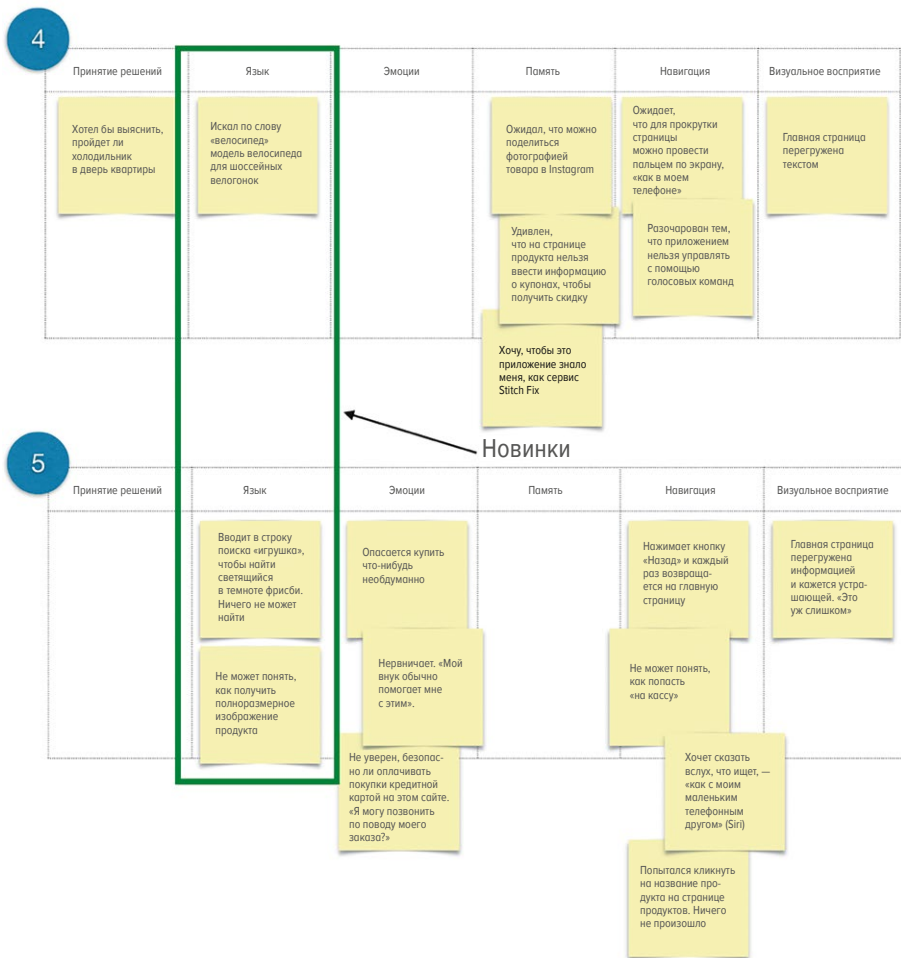 4
Принятие решений
Язык
Эмоции
Память
Навигация
Визуальное восприятие
Хотел бы выяснить,
пройдет ли
холодильник
в дверь квартиры
Искал по слову
«велосипед»
модель велосипеда
для шоссейных
велогонок
Ожидал, что можно
поделиться
фотографией
товара в Instagram
Удивлен,
что на странице
продукта нельзя
ввести информацию
о купонах, чтобы
получить скидку
Хочу, чтобы это
приложение знало
меня, как сервис
Stitch Fix
Ожидает,
что для прокрутки
страницы
можно провести
пальцем по экрану,
«как в моем
телефоне»
Разочарован тем,
что приложением
нельзя управлять
с помощью
голосовых команд
Главная страница
перегружена
текстом
Новинки
5
Принятие решений
Язык
Эмоции
Память
Навигация
Визуальное восприятие
Вводит в строку
поиска «игрушка»,
чтобы найти
светящийся
в темноте фрисби.
Ничего не может
найти
Не может понять,
как получить
полноразмерное
изображение
продукта
Опасается купить
что-нибудь
необдуманно
Нервничает. «Мой
внук обычно
помогает мне
с этим».
Не уверен, безопас-
но ли оплачивать
покупки кредитной
картой на этом сайте.
«Я могу позвонить
по поводу моего
заказа?»
Нажимает кнопку
«Назад» и каждый
раз возвраща-
ется на главную
страницу
Не может понять,
как попасть
«на кассу»
Хочет сказать
вслух, что ищет, —
«как с моим
маленьким
телефонным
другом» (Siri)
Попытался кликнуть
на название про-
дукта на странице
продуктов. Ничего
не произошло
Главная страница
перегружена
информацией
и кажется устра-
шающей. «Это
уж слишком»